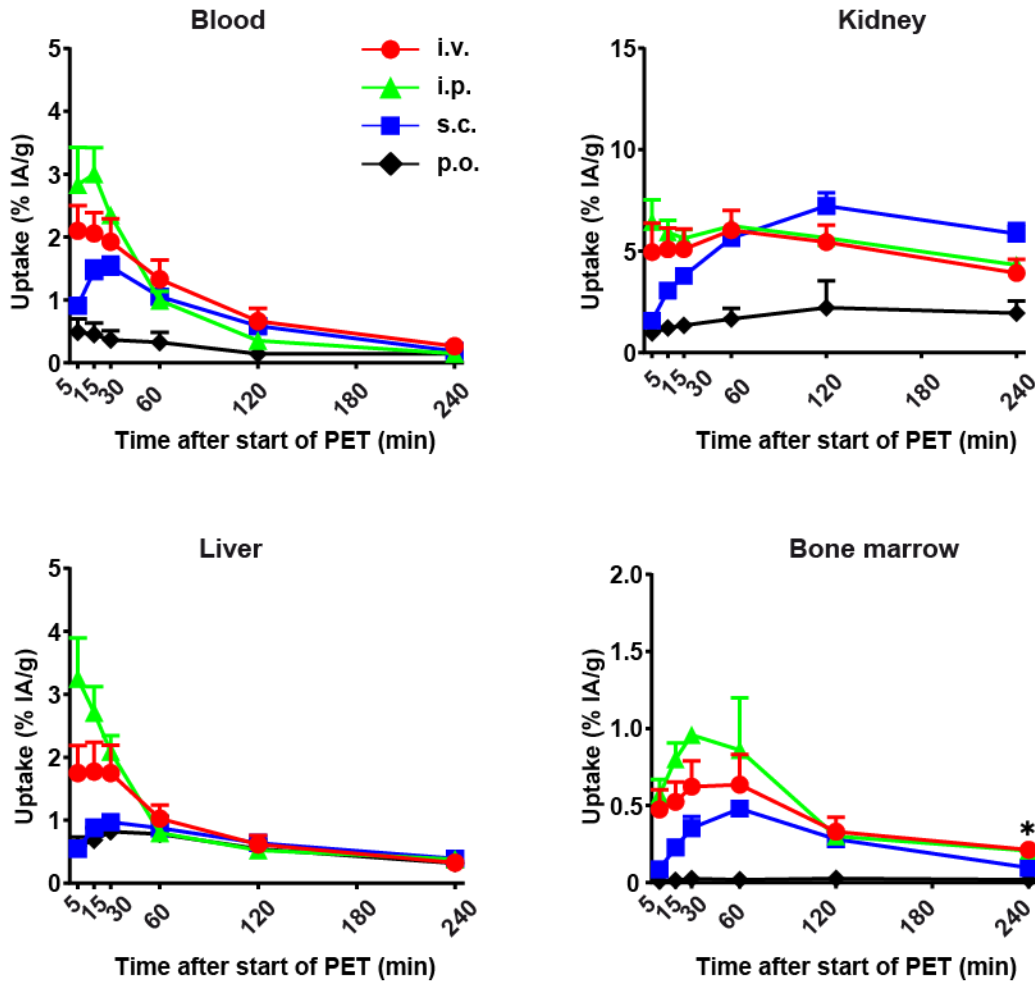 Blood
i.v.
i.p.
s.c.
p.o.
Uptake (% IA/g)
5
4
3
2
1
0
5 15 30 60 120 180 240
Time after start of PET (min)
Kidney
Uptake (% IA/g)
15
10
5
0
5 15 30 60 120 180 240
Time after start of PET (min)
Liver
Uptake (% IA/g)
5
4
3
2
1
0
5 15 30 60 120 180 240
Time after start of PET (min)
Bone marrow
Uptake (% IA/g)
2.0
1.5
1.0
0.5
0
*
5 15 30 60 120 180 240
Time after start of PET (min)